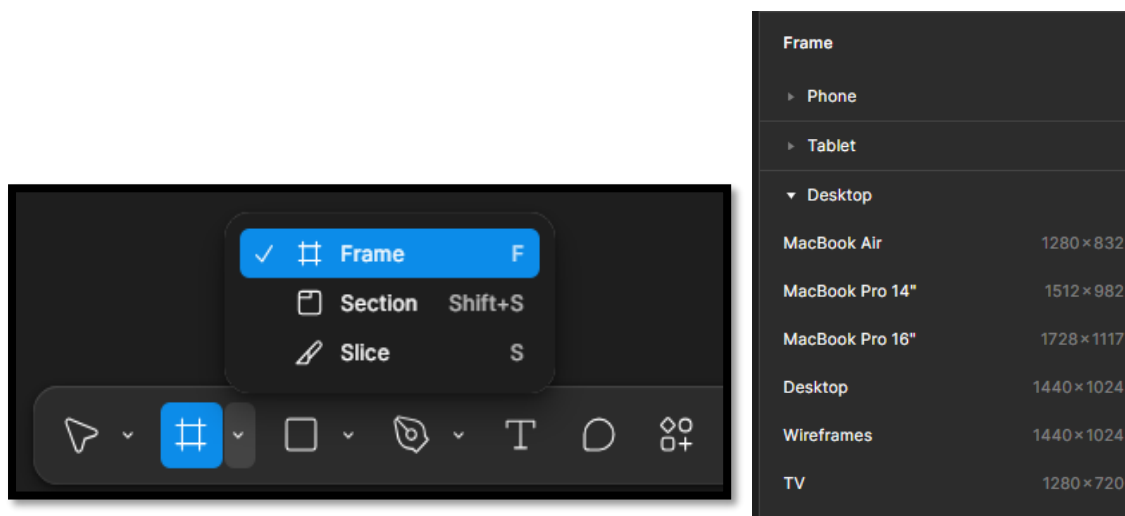 Frame F
Section Shift+S
Slice S
T
Frame
Phone
Tablet
Desktop
MacBook Air 1280×832
MacBook Pro 14" 1512×982
MacBook Pro 16" 1728×1117
Desktop 1440×1024
Wireframes 1440×1024
TV 1280×720